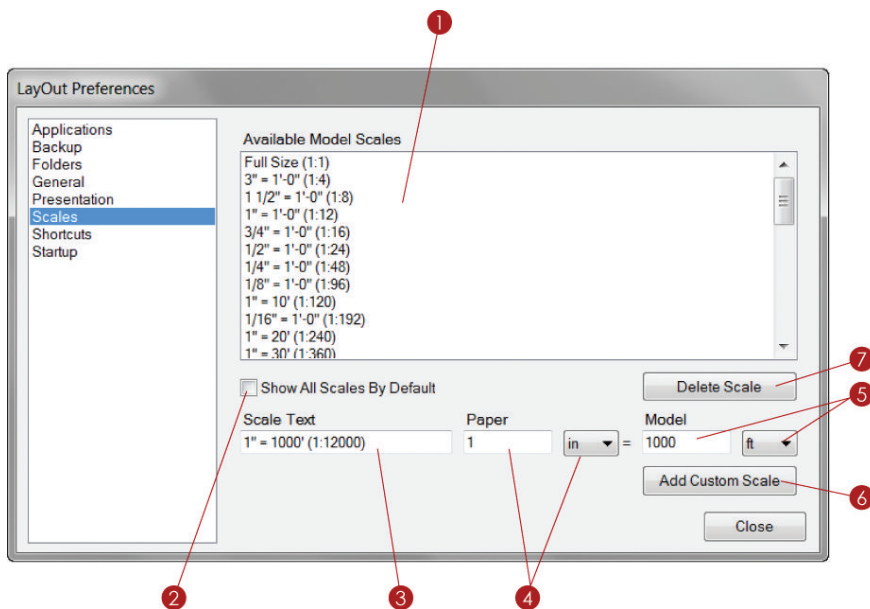 1
LayOut Preferences
Applications
Backup
Folders
General
Presentation
Scales
Shortcuts
Startup
Available Model Scales
Full Size (1:1)
3" = 1'-0" (1:4)
1 1/2" = 1'-0" (1:8)
1" = 1'-0" (1:12)
3/4" = 1'-0" (1:16)
1/2" = 1'-0" (1:24)
1/4" = 1'-0" (1:48)
1/8" = 1'-0" (1:96)
1" = 10' (1:120)
1/16" = 1'-0" (1:192)
1" = 20' (1:240)
1" = 30' (1:360)
7
Show All Scales By Default
Delete Scale
5
Scale Text
Paper
Model
1" = 1000' (1:12000)
1
in
=
1000
ft
Add Custom Scale
6
Close
2
3
4